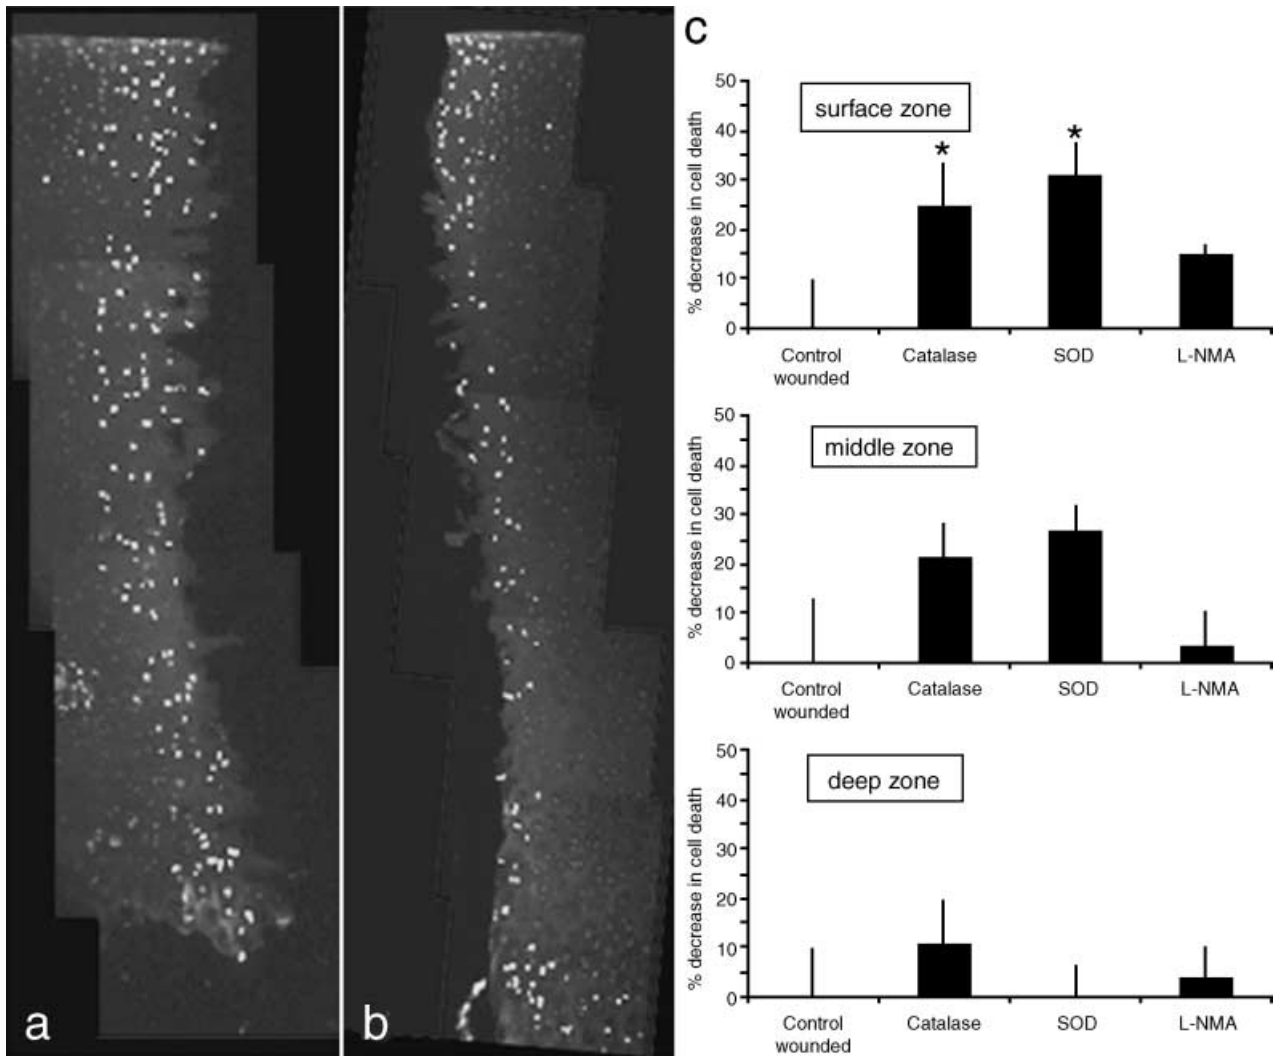 a
b
c
surface zone
% decrease in cell death
50
40
30
20
10
0
*
*
Control wounded
Catalase
SOD
L-NMA
middle zone
% decrease in cell death
50
40
30
20
10
0
Control wounded
Catalase
SOD
L-NMA
deep zone
% decrease in cell death
50
40
30
20
10
0
Control wounded
Catalase
SOD
L-NMA